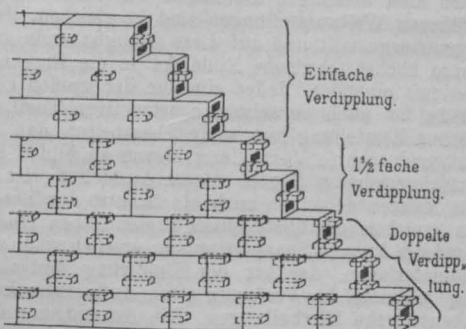 Einfache
Verdipplung.
1½ fache
Verdipplung.
Doppelte
Verdipp„
lung.